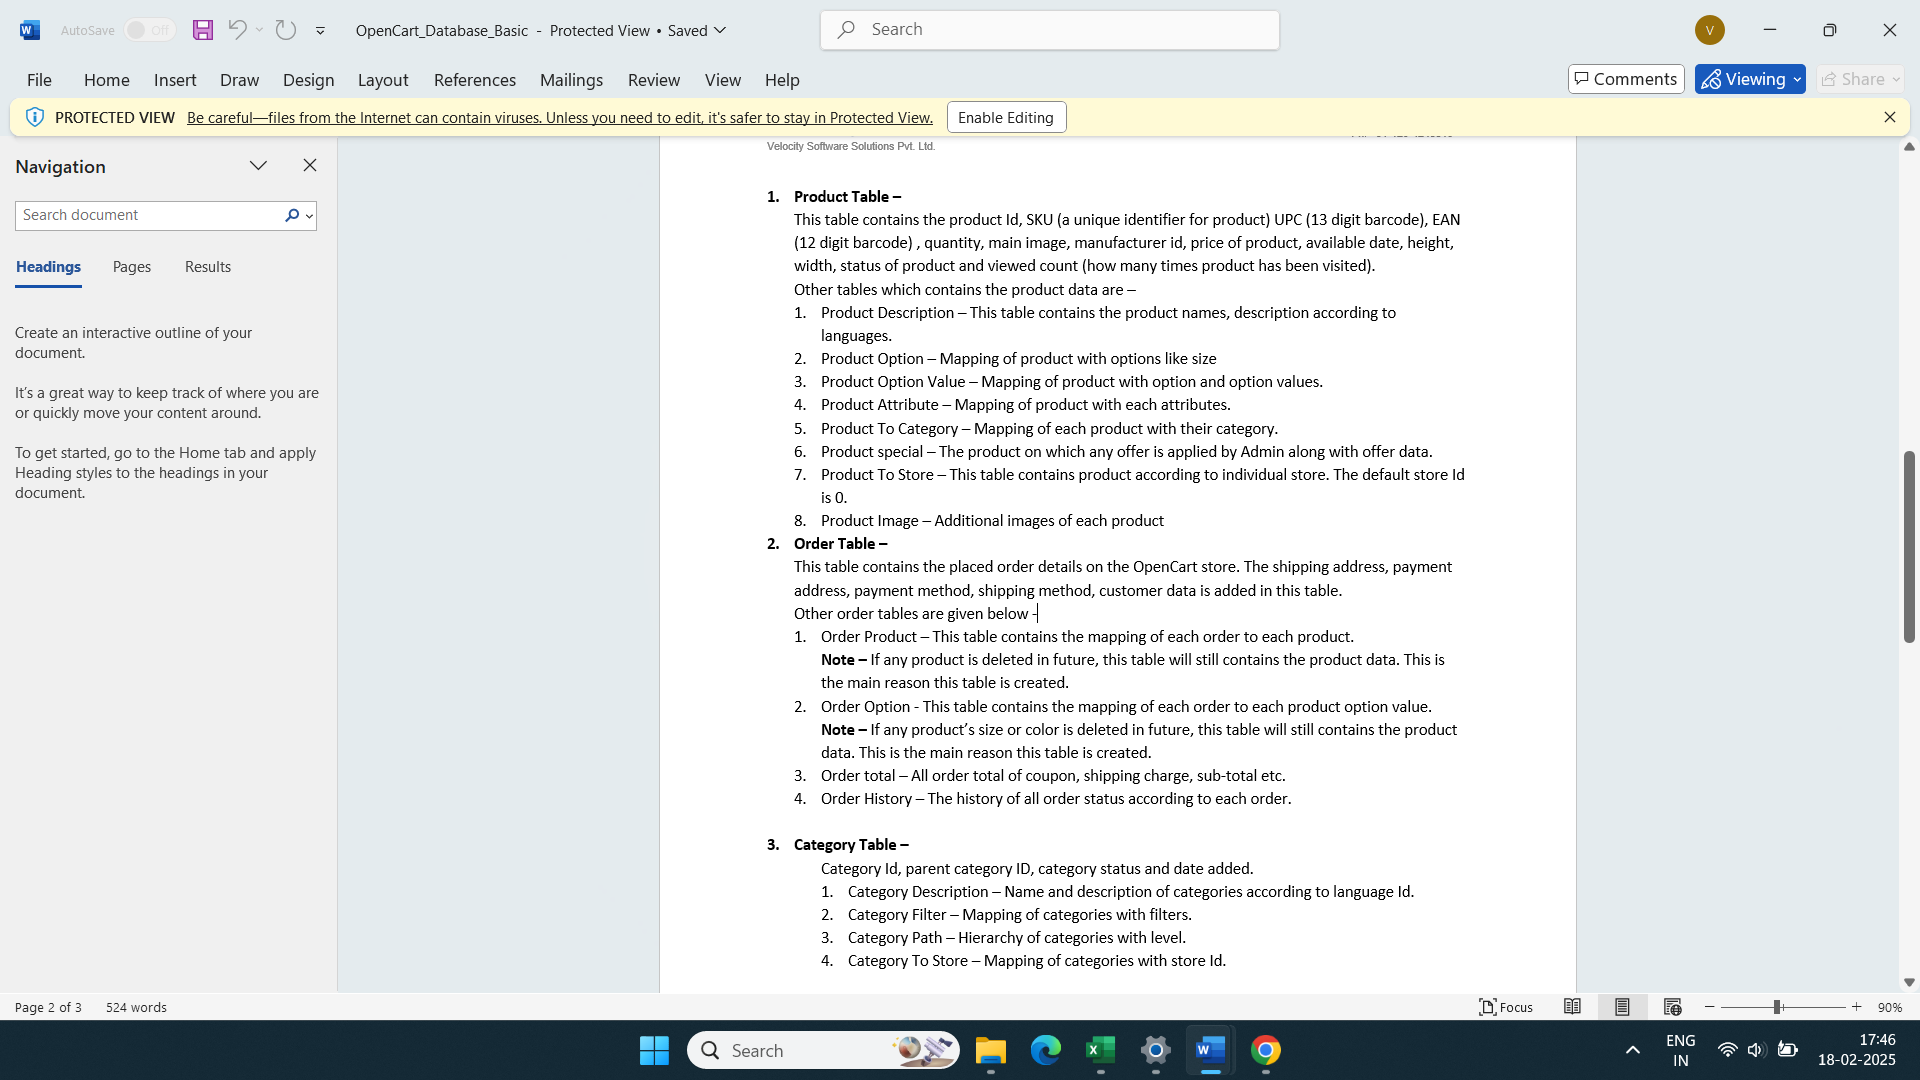 AutoSave Off OpenCart_Database_Basic - Protected View • Saved Search V
File Home Insert Draw Design Layout References Mailings Review View Help Comments Viewing Share
PROTECTED VIEW Be careful—files from the Internet can contain viruses. Unless you need to edit, it's safer to stay in Protected View. Enable Editing
Navigation
Search document
Headings Pages Results
Create an interactive outline of your
document.
It's a great way to keep track of where you are
or quickly move your content around.
To get started, go to the Home tab and apply
Heading styles to the headings in your
document.
Velocity Software Solutions Pvt. Ltd.
1. Product Table –
This table contains the product Id, SKU (a unique identifier for product) UPC (13 digit barcode), EAN
(12 digit barcode) , quantity, main image, manufacturer id, price of product, available date, height,
width, status of product and viewed count (how many times product has been visited).
Other tables which contains the product data are –
1. Product Description – This table contains the product names, description according to
languages.
2. Product Option – Mapping of product with options like size
3. Product Option Value – Mapping of product with option and option values.
4. Product Attribute – Mapping of product with each attributes.
5. Product To Category – Mapping of each product with their category.
6. Product special – The product on which any offer is applied by Admin along with offer data.
7. Product To Store – This table contains product according to individual store. The default store Id
is 0.
8. Product Image – Additional images of each product
2. Order Table –
This table contains the placed order details on the OpenCart store. The shipping address, payment
address, payment method, shipping method, customer data is added in this table.
Other order tables are given below -
1. Order Product – This table contains the mapping of each order to each product.
Note – If any product is deleted in future, this table will still contains the product data. This is
the main reason this table is created.
2. Order Option - This table contains the mapping of each order to each product option value.
Note – If any product’s size or color is deleted in future, this table will still contains the product
data. This is the main reason this table is created.
3. Order total – All order total of coupon, shipping charge, sub-total etc.
4. Order History – The history of all order status according to each order.
3. Category Table –
Category Id, parent category ID, category status and date added.
1. Category Description – Name and description of categories according to language Id.
2. Category Filter – Mapping of categories with filters.
3. Category Path – Hierarchy of categories with level.
4. Category To Store – Mapping of categories with store Id.
Page 2 of 3 524 words Focus 90%
Search
ENG
IN
17:46
18-02-2025